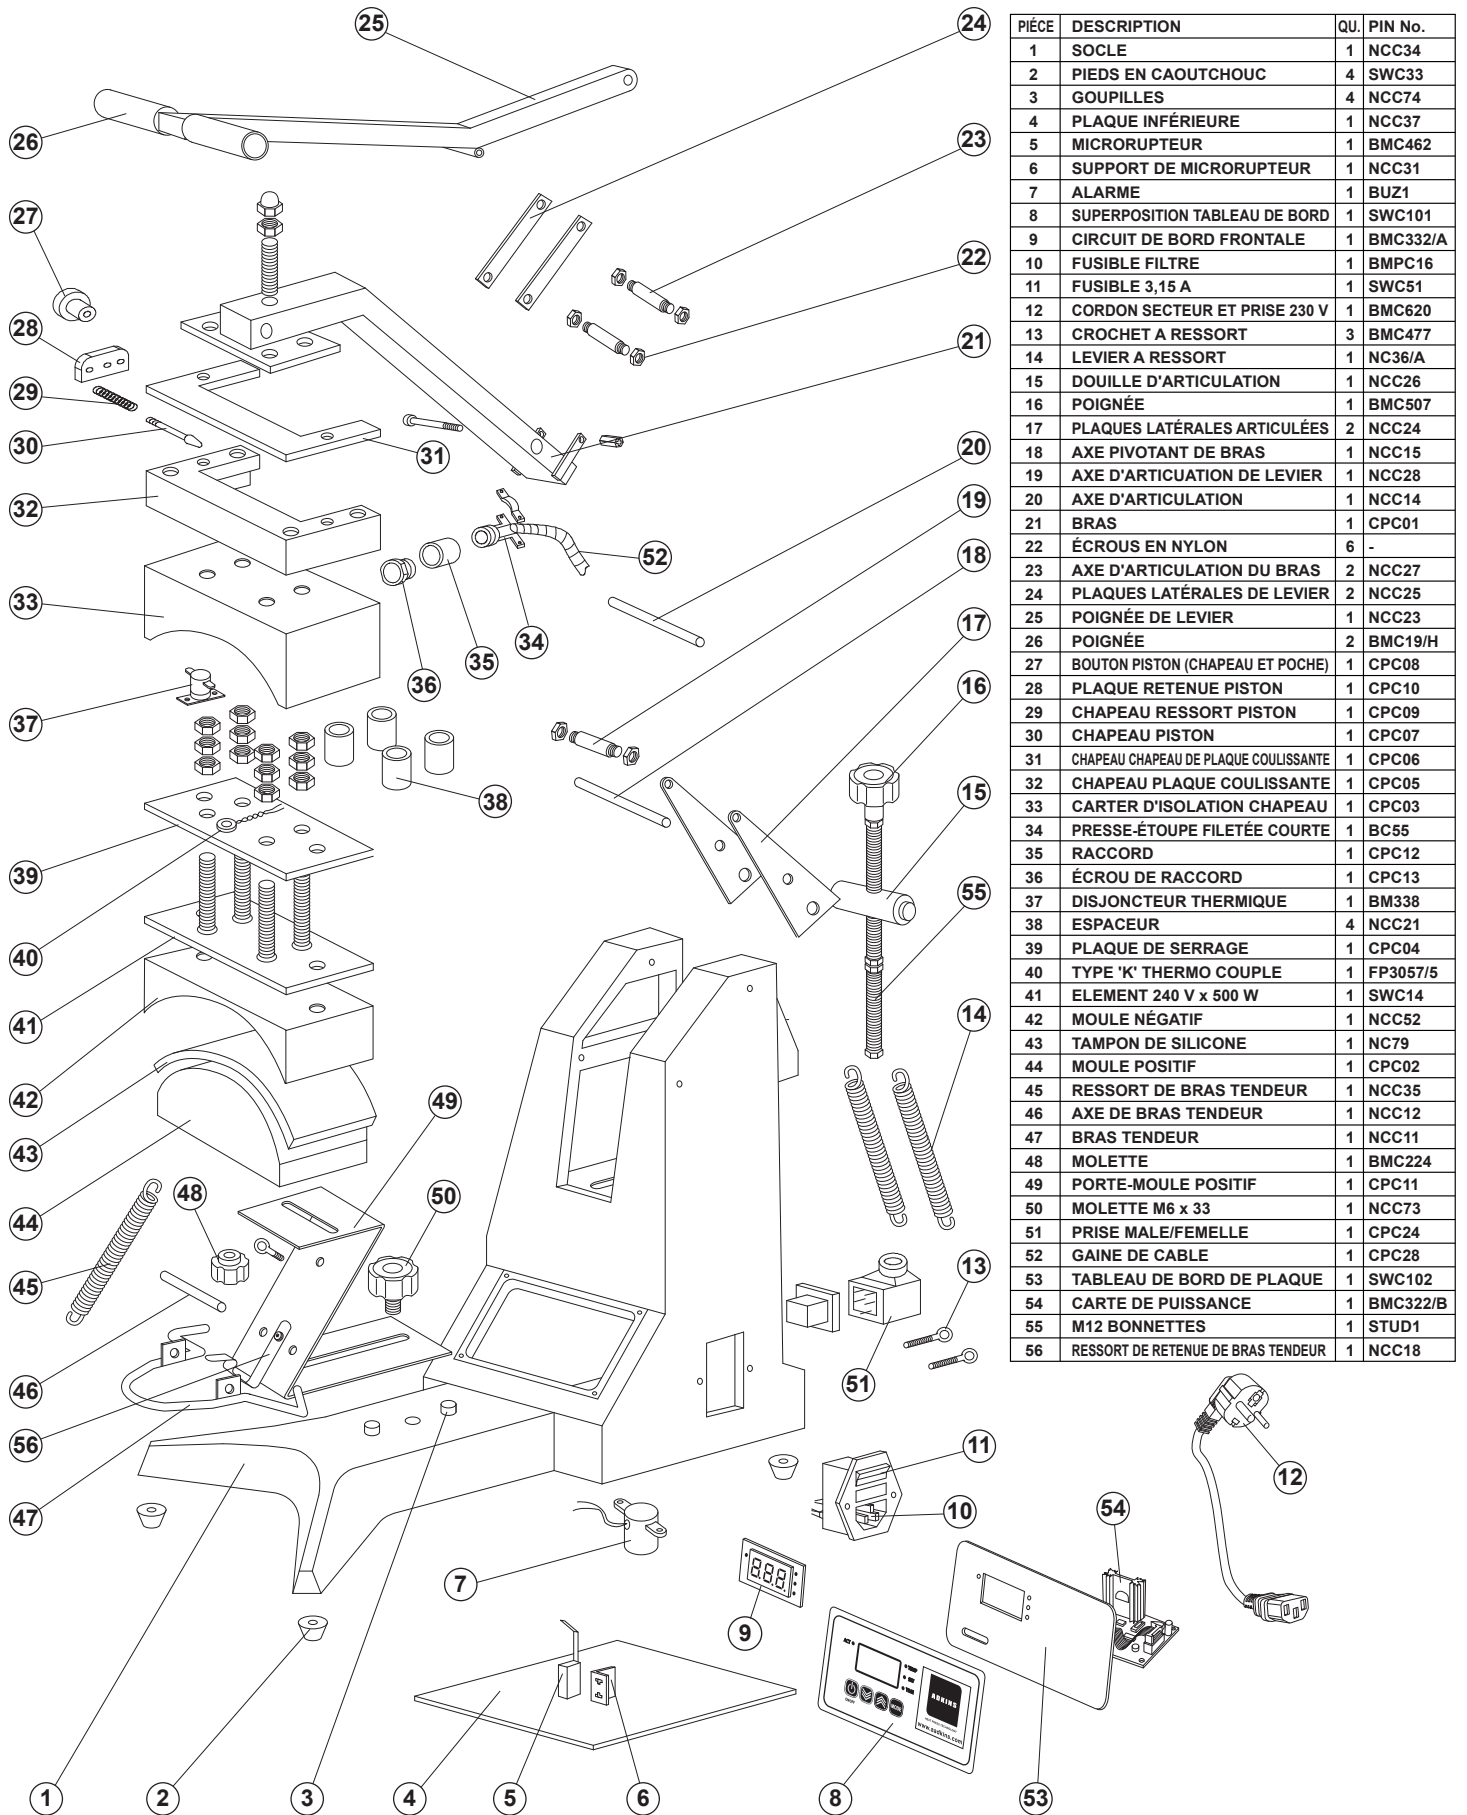 25
24
26
23
27
22
28
21
29
30
31
20
32
19
52
18
33
34
35
17
36
37
16
38
15
39
55
40
14
41
42
49
43
48
50
44
13
45
46
51
56
11
12
47
10
54
7
9
1
2
3
4
5
6
8
53
ACT
TEMP
SET
TIME
ON/OFF
MODE
ADKINS
www.aadkins.com
888
PIÉCE DESCRIPTION QU. PIN No.
1 SOCLE 1 NCC34
2 PIEDS EN CAOUTCHOUC 4 SWC33
3 GOUPILLES 4 NCC74
4 PLAQUE INFÉRIEURE 1 NCC37
5 MICRORUPTEUR 1 BMC462
6 SUPPORT DE MICRORUPTEUR 1 NCC31
7 ALARME 1 BUZ1
8 SUPERPOSITION TABLEAU DE BORD 1 SWC101
9 CIRCUIT DE BORD FRONTALE 1 BMC332/A
10 FUSIBLE FILTRE 1 BMPC16
11 FUSIBLE 3,15 A 1 SWC51
12 CORDON SECTEUR ET PRISE 230 V 1 BMC620
13 CROCHET A RESSORT 3 BMC477
14 LEVIER A RESSORT 1 NC36/A
15 DOUILLE D'ARTICULATION 1 NCC26
16 POIGNÉE 1 BMC507
17 PLAQUES LATÉRALES ARTICULÉES 2 NCC24
18 AXE PIVOTANT DE BRAS 1 NCC15
19 AXE D'ARTICUATION DE LEVIER 1 NCC28
20 AXE D'ARTICULATION 1 NCC14
21 BRAS 1 CPC01
22 ÉCROUS EN NYLON 6 -
23 AXE D'ARTICULATION DU BRAS 2 NCC27
24 PLAQUES LATÉRALES DE LEVIER 2 NCC25
25 POIGNÉE DE LEVIER 1 NCC23
26 POIGNÉE 2 BMC19/H
27 BOUTON PISTON (CHAPEAU ET POCHE) 1 CPC08
28 PLAQUE RETENUE PISTON 1 CPC10
29 CHAPEAU RESSORT PISTON 1 CPC09
30 CHAPEAU PISTON 1 CPC07
31 CHAPEAU CHAPEAU DE PLAQUE COULISSANTE 1 CPC06
32 CHAPEAU PLAQUE COULISSANTE 1 CPC05
33 CARTER D'ISOLATION CHAPEAU 1 CPC03
34 PRESSE-ÉTOUPE FILETÉE COURTE 1 BC55
35 RACCORD 1 CPC12
36 ÉCROU DE RACCORD 1 CPC13
37 DISJONCTEUR THERMIQUE 1 BM338
38 ESPACEUR 4 NCC21
39 PLAQUE DE SERRAGE 1 CPC04
40 TYPE 'K' THERMO COUPLE 1 FP3057/5
41 ELEMENT 240 V x 500 W 1 SWC14
42 MOULE NÉGATIF 1 NCC52
43 TAMPON DE SILICONE 1 NC79
44 MOULE POSITIF 1 CPC02
45 RESSORT DE BRAS TENDEUR 1 NCC35
46 AXE DE BRAS TENDEUR 1 NCC12
47 BRAS TENDEUR 1 NCC11
48 MOLETTE 1 BMC224
49 PORTE-MOULE POSITIF 1 CPC11
50 MOLETTE M6 x 33 1 NCC73
51 PRISE MALE/FEMELLE 1 CPC24
52 GAINE DE CABLE 1 CPC28
53 TABLEAU DE BORD DE PLAQUE 1 SWC102
54 CARTE DE PUISSANCE 1 BMC322/B
55 M12 BONNETTES 1 STUD1
56 RESSORT DE RETENUE DE BRAS TENDEUR 1 NCC18